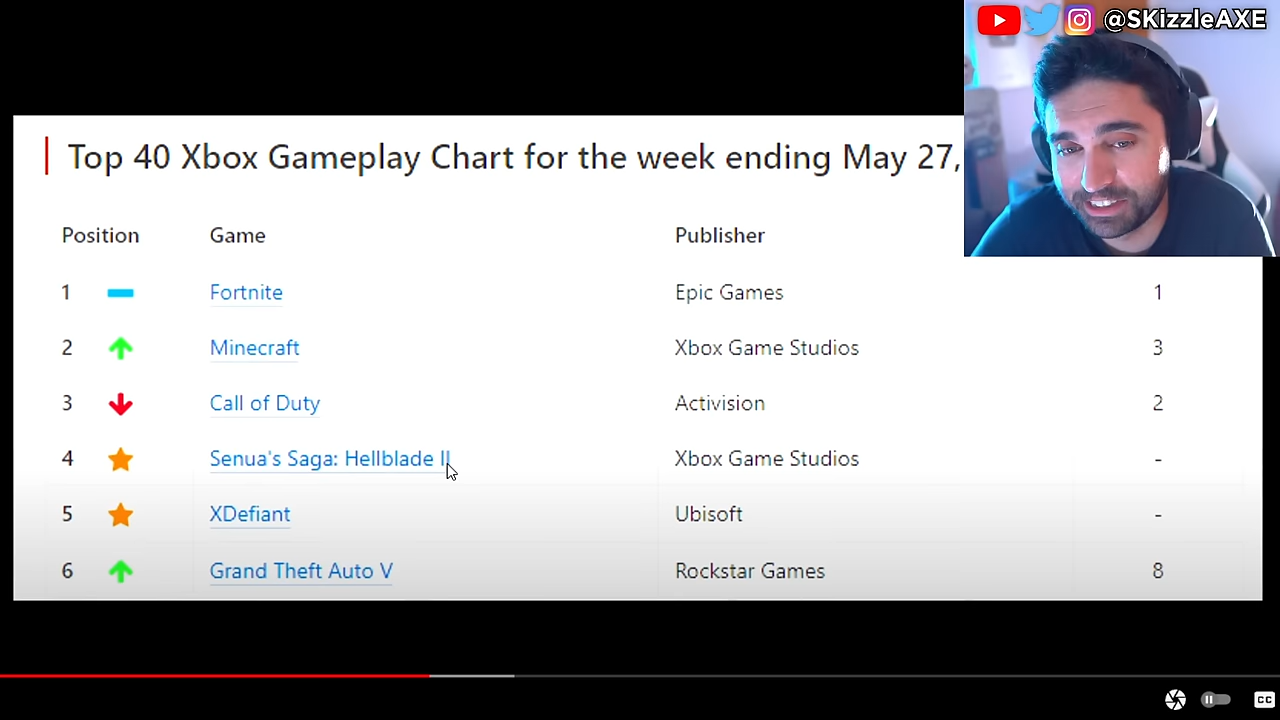 @SKizzleAXE
Top 40 Xbox Gameplay Chart for the week ending May 27,
Position Game Publisher
1 Fortnite Epic Games 1
2 Minecraft Xbox Game Studios 3
3 Call of Duty Activision 2
4 Senua's Saga: Hellblade II Xbox Game Studios -
5 XDefiant Ubisoft -
6 Grand Theft Auto V Rockstar Games 8
CC